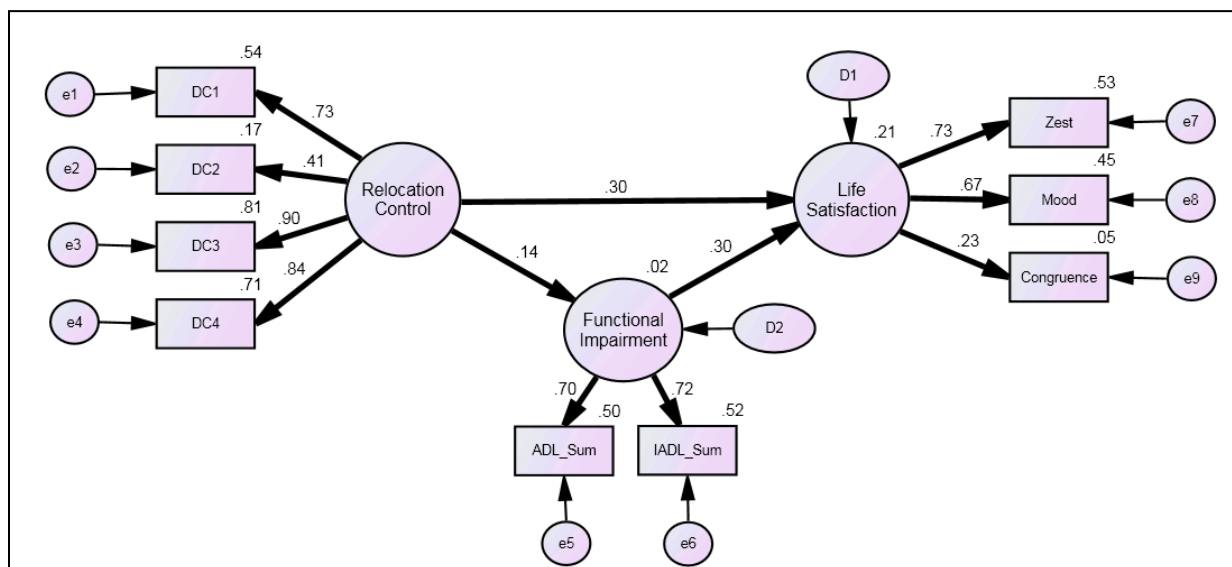 .54
e1
DC1
.73
.17
e2
DC2
.41
.81
e3
DC3
.90
.71
e4
DC4
.84
Relocation
Control
.30
.14
D1
.21
Life
Satisfaction
.30
.02
Functional
Impairment
D2
.70
.50
ADL_Sum
e5
.72
.52
IADL_Sum
e6
.73
.53
Zest
e7
.67
.45
Mood
e8
.23
.05
Congruence
e9